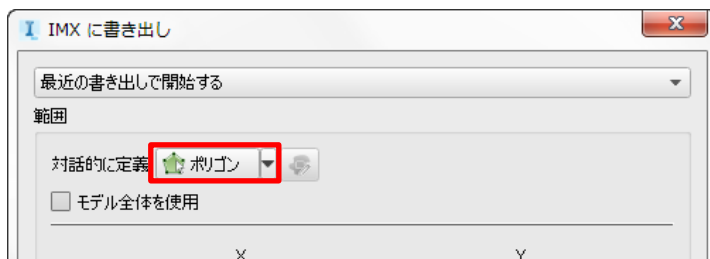 IMX に書き出し
最近の書き出しで開始する
範囲
対話的に定義 ポリゴン
モデル全体を使用
X Y